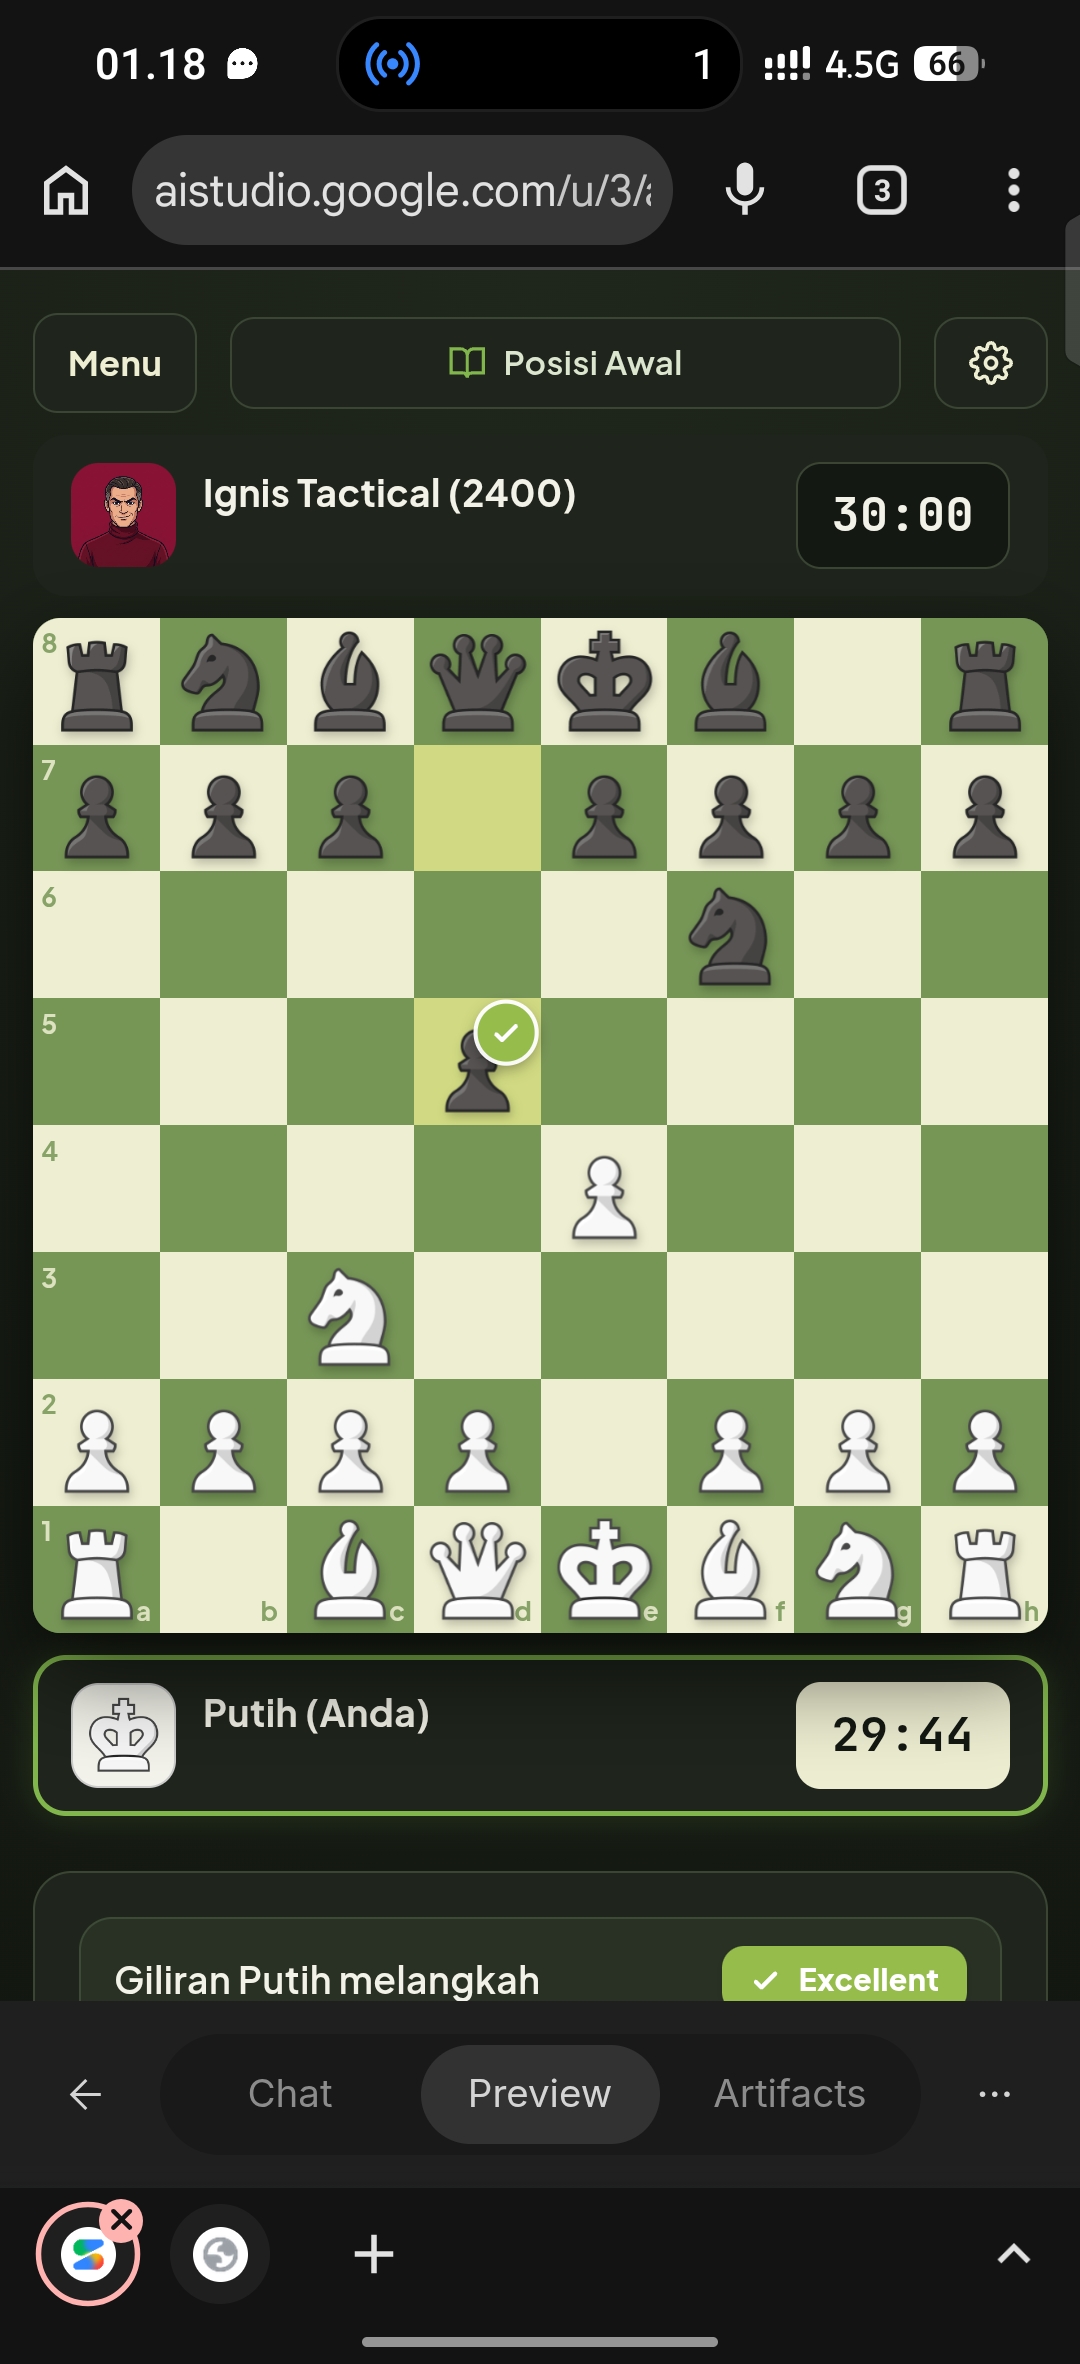 01.18
1
4.5G
66
aistudio.google.com/u/3/
3
Menu
Posisi Awal
Ignis Tactical (2400)
30:00
8
7
6
5
4
3
2
1
a b c d e f g h
Putih (Anda)
29:44
Giliran Putih melangkah
Excellent
Chat
Preview
Artifacts